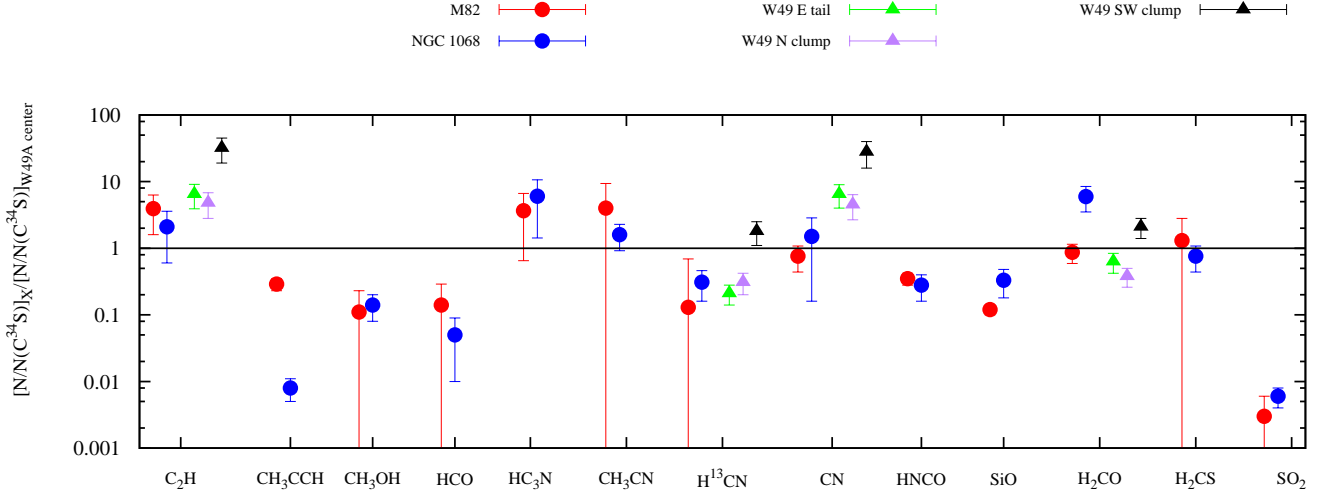 M82
NGC 1068
W49 E tail
W49 N clump
W49 SW clump
[N/N(C³⁴S)]X/[N/N(C³⁴S)]W49A center
100
10
1
0.1
0.01
0.001
C₂H CH₃CCH CH₃OH HCO HC₃N CH₃CN H¹³CN CN HNCO SiO H₂CO H₂CS SO₂